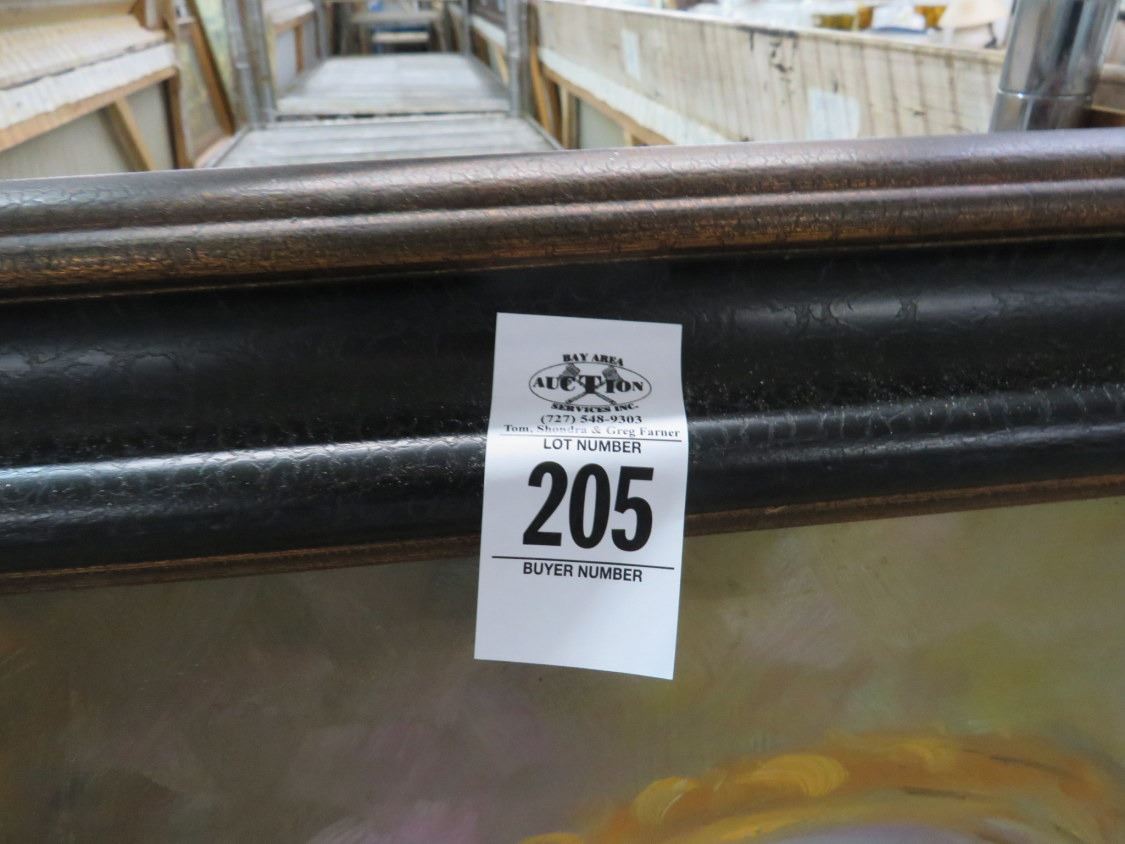 BAY AREA
AUCTION
SERVICES INC.
(727) 548-9303
Tom, Shondra & Greg Farner
LOT NUMBER
205
BUYER NUMBER